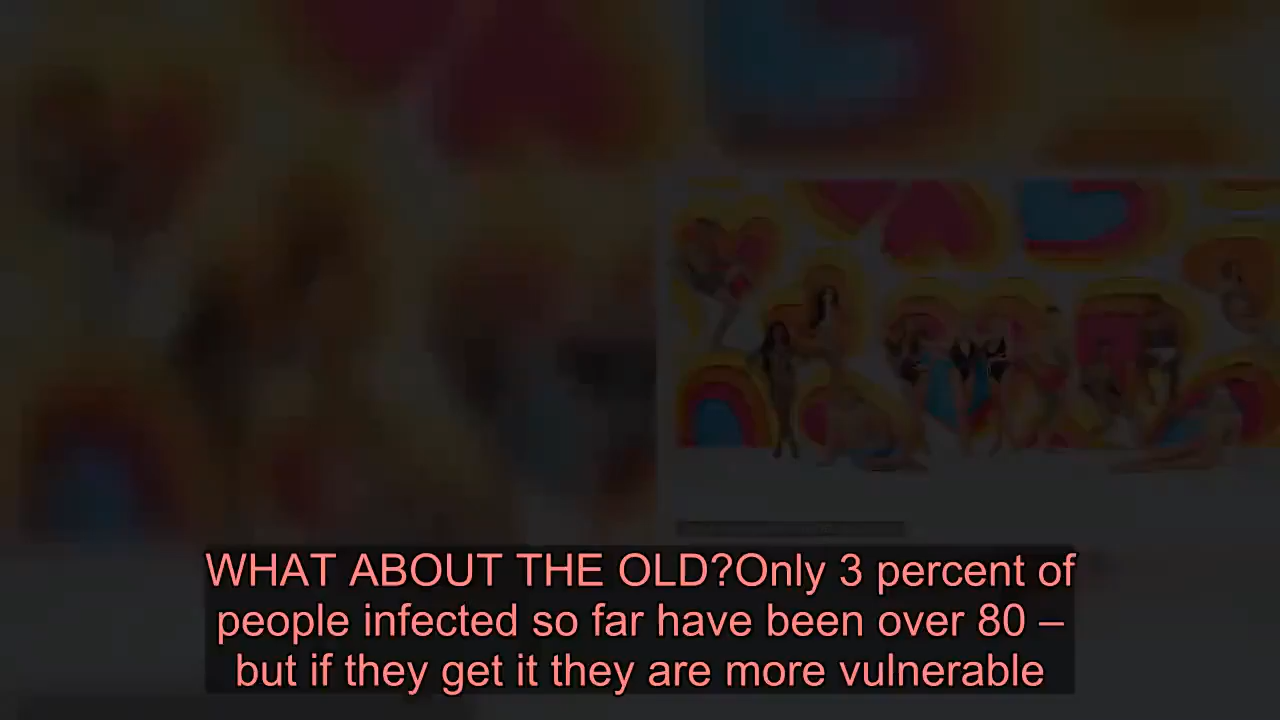 WHAT ABOUT THE OLD?Only 3 percent of
people infected so far have been over 80 –
but if they get it they are more vulnerable